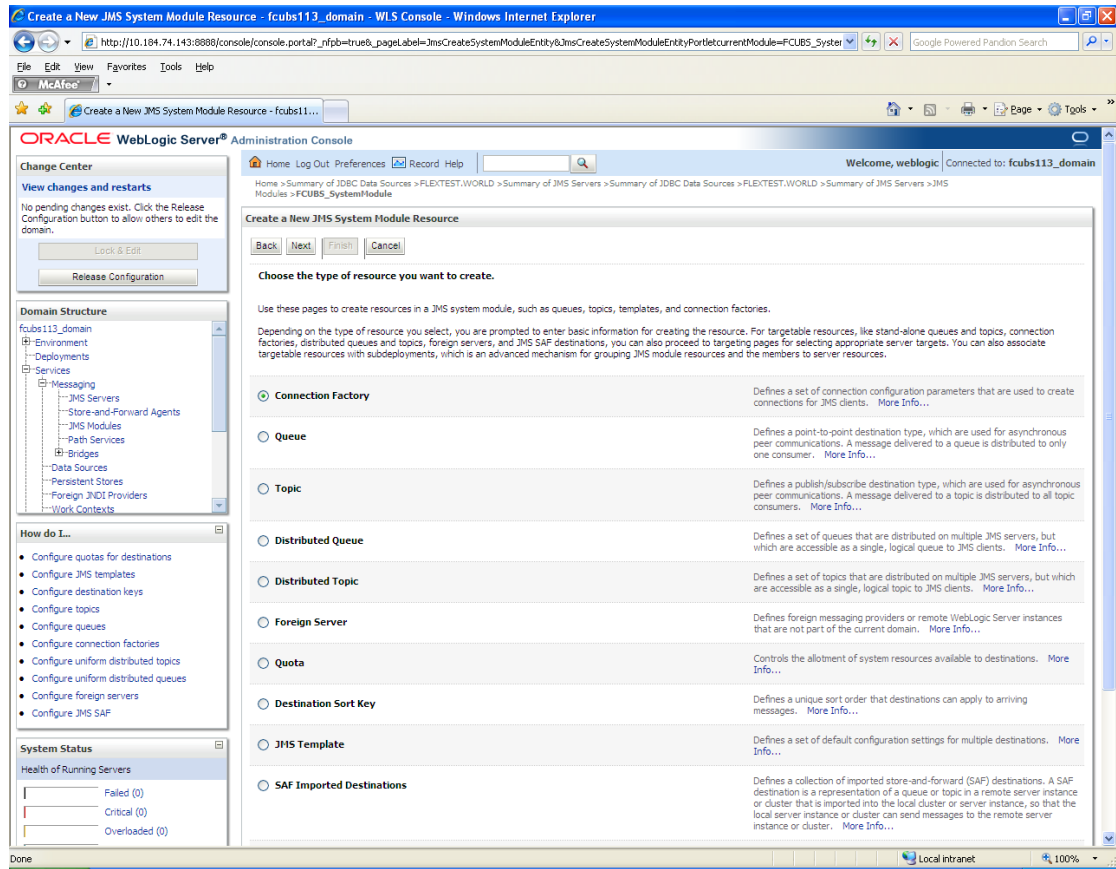 Create a New JMS System Module Resource - fcubs113_domain - WLS Console - Windows Internet Explorer
http://10.184.74.143:8888/console/console.portal?_nfpb=true&_pageLabel=JmsCreateSystemModuleEntity&JmsCreateSystemModuleEntityPortletcurrentModule=FCUBS_Syster
Google Powered Pandion Search
File Edit View Favorites Tools Help
McAfee
Create a New JMS System Module Resource - fcubs11...
Page Tools
ORACLE WebLogic Server® Administration Console
Change Center
View changes and restarts
No pending changes exist. Click the Release
Configuration button to allow others to edit the
domain.
Lock & Edit
Release Configuration
Domain Structure
fcubs113_domain
Environment
Deployments
Services
Messaging
JMS Servers
Store-and-Forward Agents
JMS Modules
Path Services
Bridges
Data Sources
Persistent Stores
Foreign JNDI Providers
Work Contexts
How do I...
Configure quotas for destinations
Configure JMS templates
Configure destination keys
Configure topics
Configure queues
Configure connection factories
Configure uniform distributed topics
Configure uniform distributed queues
Configure foreign servers
Configure JMS SAF
System Status
Health of Running Servers
Failed (0)
Critical (0)
Overloaded (0)
Home Log Out Preferences Record Help
Welcome, weblogic Connected to: fcubs113_domain
Home >Summary of JDBC Data Sources >FLEXTEST.WORLD >Summary of JMS Servers >Summary of JDBC Data Sources >FLEXTEST.WORLD >Summary of JMS Servers >JMS
Modules >FCUBS_SystemModule
Create a New JMS System Module Resource
Back Next Finish Cancel
Choose the type of resource you want to create.
Use these pages to create resources in a JMS system module, such as queues, topics, templates, and connection factories.
Depending on the type of resource you select, you are prompted to enter basic information for creating the resource. For targetable resources, like stand-alone queues and topics, connection
factories, distributed queues and topics, foreign servers, and JMS SAF destinations, you can also proceed to targeting pages for selecting appropriate server targets. You can also associate
targetable resources with subdeployments, which is an advanced mechanism for grouping JMS module resources and the members to server resources.
Connection Factory
Defines a set of connection configuration parameters that are used to create
connections for JMS clients. More Info...
Queue
Defines a point-to-point destination type, which are used for asynchronous
peer communications. A message delivered to a queue is distributed to only
one consumer. More Info...
Topic
Defines a publish/subscribe destination type, which are used for asynchronous
peer communications. A message delivered to a topic is distributed to all topic
consumers. More Info...
Distributed Queue
Defines a set of queues that are distributed on multiple JMS servers, but
which are accessible as a single, logical queue to JMS clients. More Info...
Distributed Topic
Defines a set of topics that are distributed on multiple JMS servers, but which
are accessible as a single, logical topic to JMS clients. More Info...
Foreign Server
Defines foreign messaging providers or remote WebLogic Server instances
that are not part of the current domain. More Info...
Quota
Controls the allotment of system resources available to destinations. More
Info...
Destination Sort Key
Defines a unique sort order that destinations can apply to arriving
messages. More Info...
JMS Template
Defines a set of default configuration settings for multiple destinations. More
Info...
SAF Imported Destinations
Defines a collection of imported store-and-forward (SAF) destinations. A SAF
destination is a representation of a queue or topic in a remote server instance
or cluster that is imported into the local cluster or server instance, so that the
local server instance or cluster can send messages to the remote server
instance or cluster. More Info...
Done
Local intranet
100%